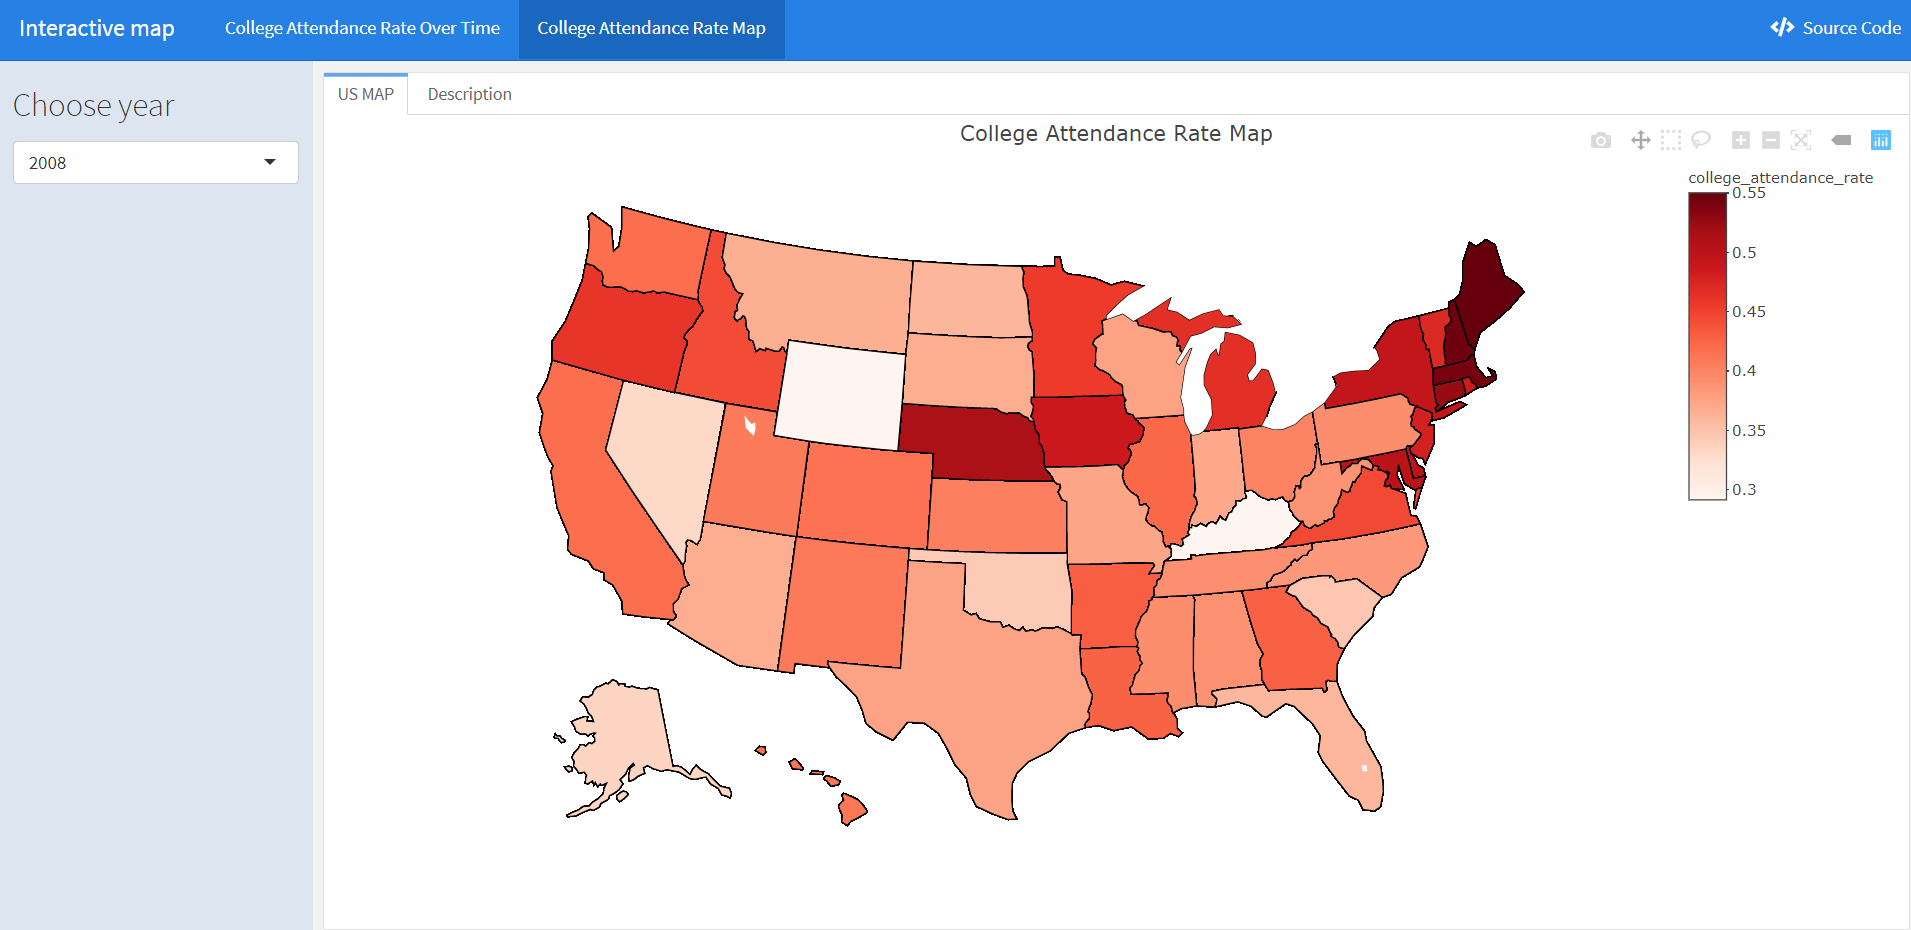 Interactive map
College Attendance Rate Over Time
College Attendance Rate Map
Source Code
Choose year
2008
US MAP
Description
College Attendance Rate Map
college_attendance_rate
0.55
0.5
0.45
0.4
0.35
0.3